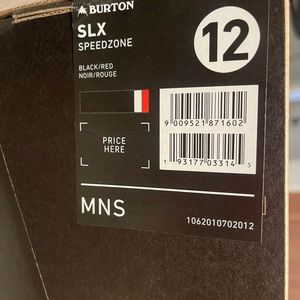 BURTON
SLX
SPEEDZONE
12
BLACK/RED
NOIR/ROUGE
PRICE
HERE
9 009521 871602
1 93177 03314 5
MNS
1062010702012